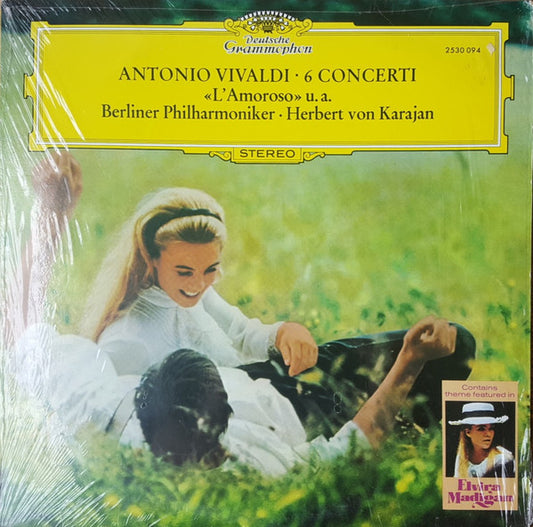 Deutsche
Grammophon
2530 094
ANTONIO VIVALDI · 6 CONCERTI
«L'Amoroso» u. a.
Berliner Philharmoniker · Herbert von Karajan
STEREO
Contains
theme featured in
Elvira
Madigan